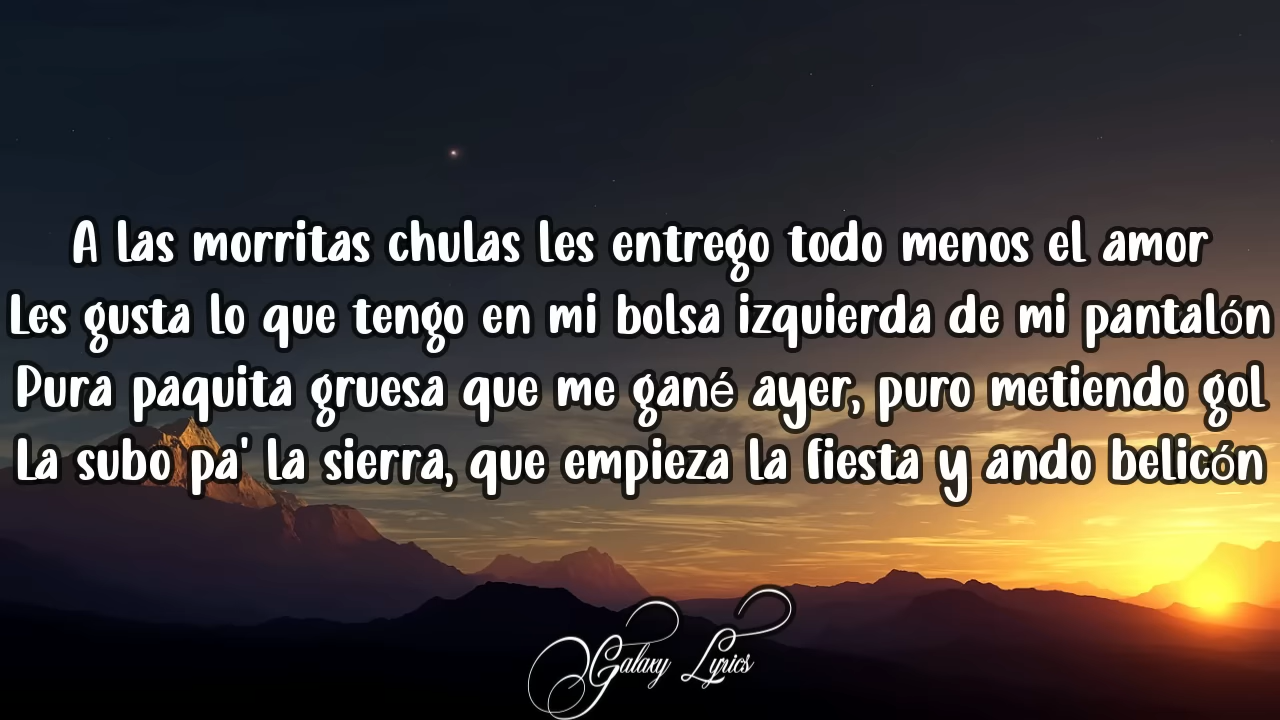 A las morritas chulas les entrego todo menos el amor
Les gusta lo que tengo en mi bolsa izquierda de mi pantalón
Pura paquita gruesa que me gané ayer, puro metiendo gol
La subo pa' la sierra, que empieza la fiesta y ando belicón
Galaxy Lyrics